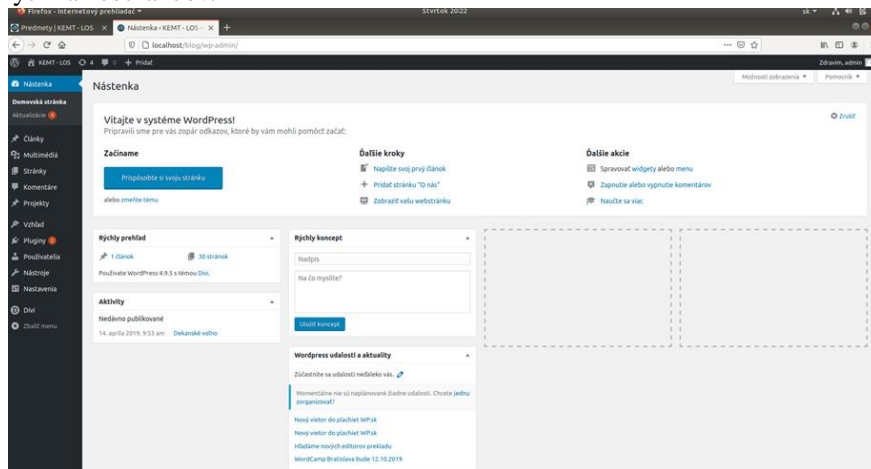 Firefox - internetový prehliadač
Štvrtok 20:22
sk
Predmety | KEMT - LOS
Nástenka ‹ KEMT - LOS —
localhost/blog/wp-admin/
KEMT - LOS
4
0
Pridať
Zdravím, admin
Možnosti zobrazenia
Pomocník
Nástenka
Domovská stránka
Aktualizácie
Články
Multimédiá
Stránky
Komentáre
Projekty
Vzhľad
Pluginy
Používatelia
Nástroje
Nastavenia
Divi
Zbaliť menu
Nástenka
Vitajte v systéme WordPress!
Zrušiť
Pripravili sme pre vás zopár odkazov, ktoré by vám mohli pomôcť začať:
Začíname
Prispôsobte si svoju stránku
alebo zmeňte tému
Ďaľšie kroky
Napíšte svoj prvý článok
Pridať stránku "O nás"
Zobraziť vašu webstránku
Ďalšie akcie
Spravovať widgety alebo menu
Zapnutie alebo vypnutie komentárov
Naučte sa viac
Rýchly prehľad
1 článok
30 stránok
Používate WordPress 4.9.5 s témou Divi.
Aktivity
Nedávno publikované
14. apríla 2019, 9:53 am Dekanské voľno
Rýchly koncept
Nadpis
Na čo myslíte?
Uložiť koncept
Wordpress udalosti a aktuality
Zúčastnite sa udalosti neďaleko vás.
Momentálne nie sú naplánované žiadne udalosti. Chcete jednu
zorganizovať?
Nový vietor do plachiet WP.sk
Nový vietor do plachiet WP.sk
Hľadáme nových editorov prekladu
WordCamp Bratislava bude 12.10.2019